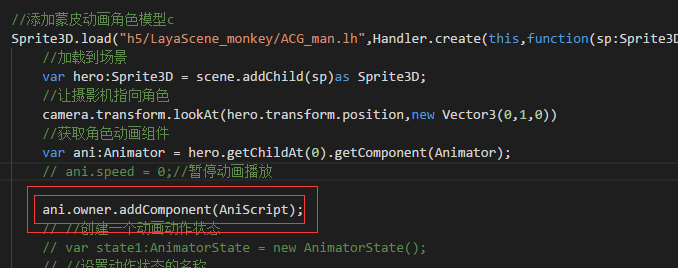 //添加蒙皮动画角色模型c
Sprite3D.load("h5/LayaScene_monkey/ACG_man.lh",Handler.create(this,function(sp:Sprite3D
//加载到场景
var hero:Sprite3D = scene.addChild(sp)as Sprite3D;
//让摄影机指向角色
camera.transform.lookAt(hero.transform.position,new Vector3(0,1,0))
//获取角色动画组件
var ani:Animator = hero.getChildAt(0).getComponent(Animator);
// ani.speed = 0;//暂停动画播放
ani.owner.addComponent(AniScript);
// //创建一个动画动作状态
// var state1:AnimatorState = new AnimatorState();
// //设置动作状态的名称